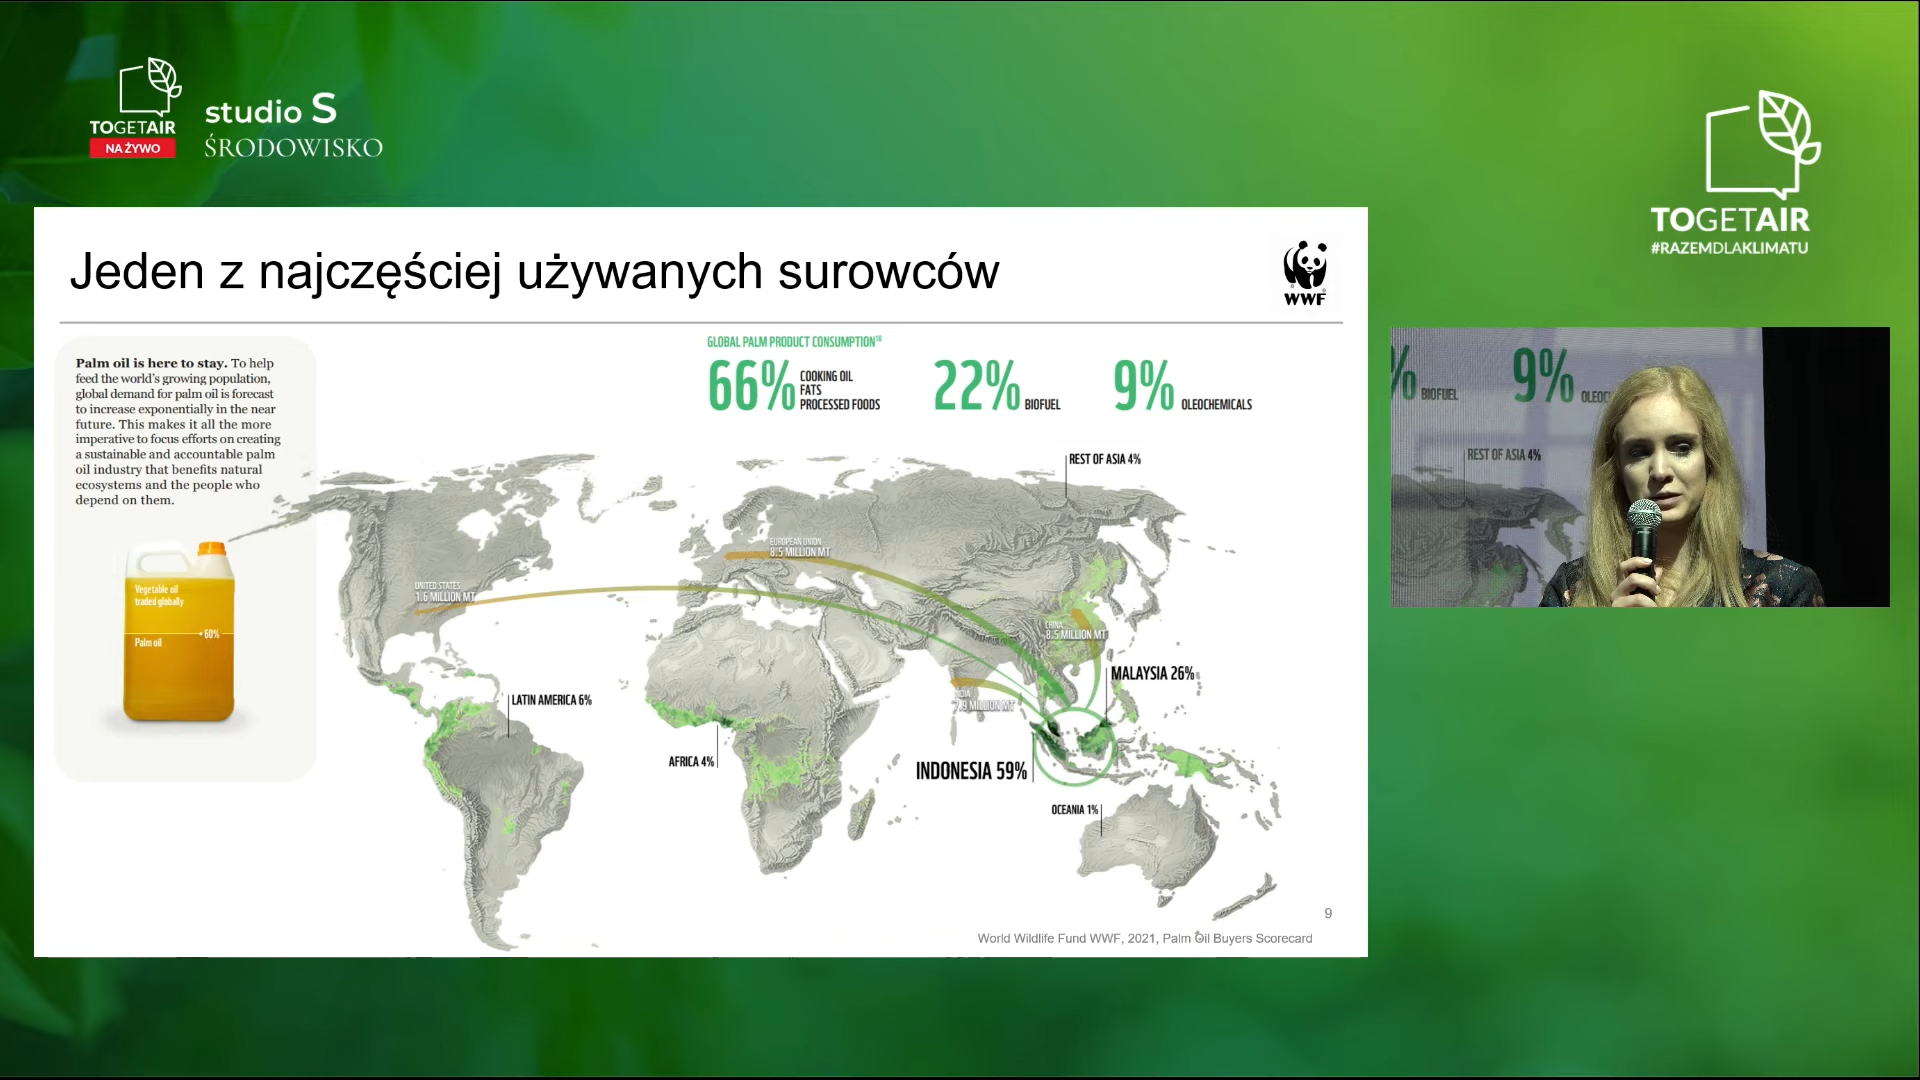 TOGETAIR
NA ŻYWO
studio S
ŚRODOWISKO
TOGETAIR
#RAZEMDLAKLIMATU
Jeden z najczęściej używanych surowców
WWF
Palm oil is here to stay. To help
feed the world's growing population,
global demand for palm oil is forecast
to increase exponentially in the near
future. This makes it all the more
imperative to focus efforts on creating
a sustainable and accountable palm
oil industry that benefits natural
ecosystems and the people who
depend on them.
Vegetable oil
traded globally
60%
Palm oil
GLOBAL PALM PRODUCT CONSUMPTION
66% COOKING OIL
FATS
PROCESSED FOODS
22% BIOFUEL
9% OLEOCHEMICALS
REST OF ASIA 4%
EUROPEAN UNION
8.5 MILLION MT
UNITED STATES
1.6 MILLION MT
CHINA
8.5 MILLION MT
MALAYSIA 26%
LATIN AMERICA 6%
MILLION MT
AFRICA 4%
INDONESIA 59%
OCEANIA 1%
9
World Wildlife Fund WWF, 2021, Palm Oil Buyers Scorecard
%
BIOFUEL
9%
OLEOC
REST OF ASIA 4%